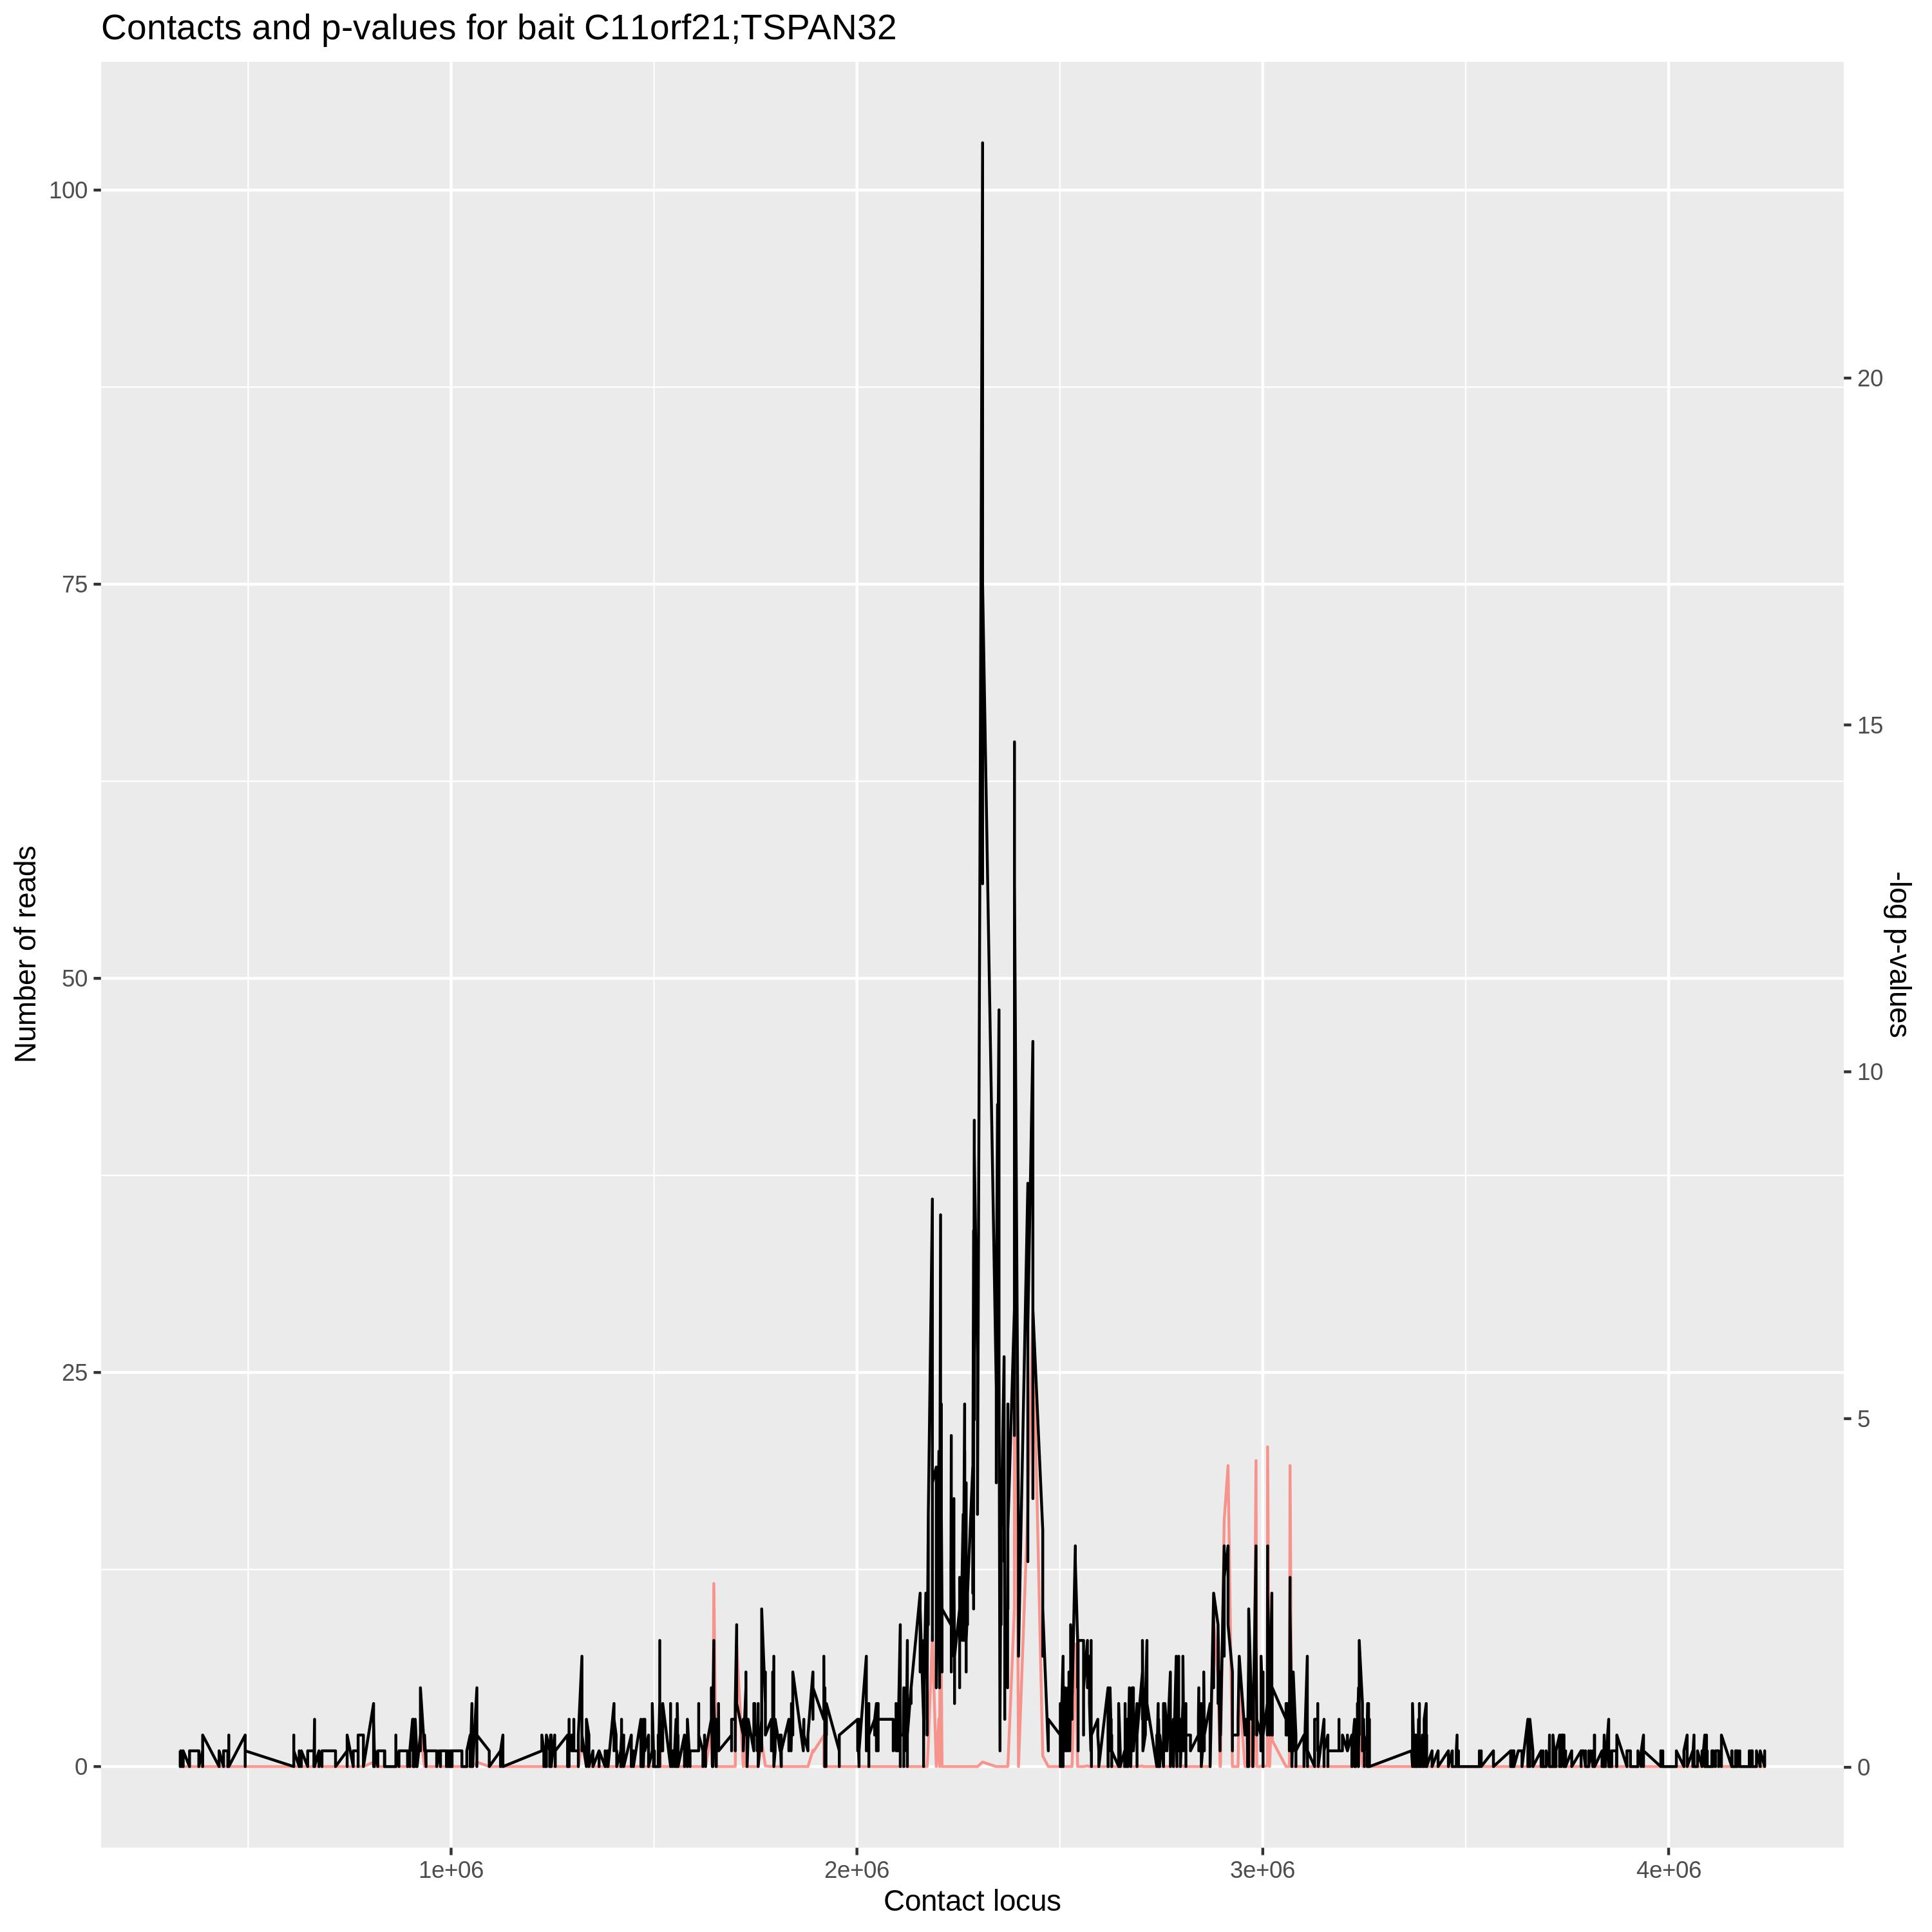 Contacts and p-values for bait C11orf21;TSPAN32
100
75
50
25
0
Number of reads
20
15
10
5
0
-log p-values
1e+06
2e+06
3e+06
4e+06
Contact locus